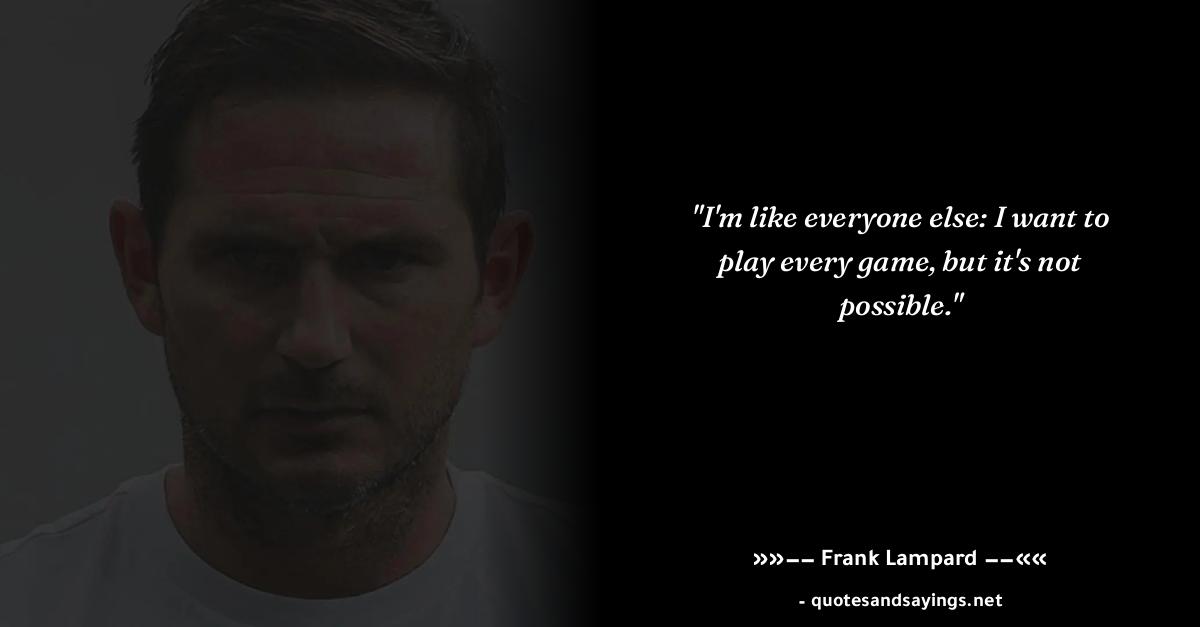 "I'm like everyone else: I want to
play every game, but it's not
possible."
»»−− Frank Lampard −−««
- quotesandsayings.net